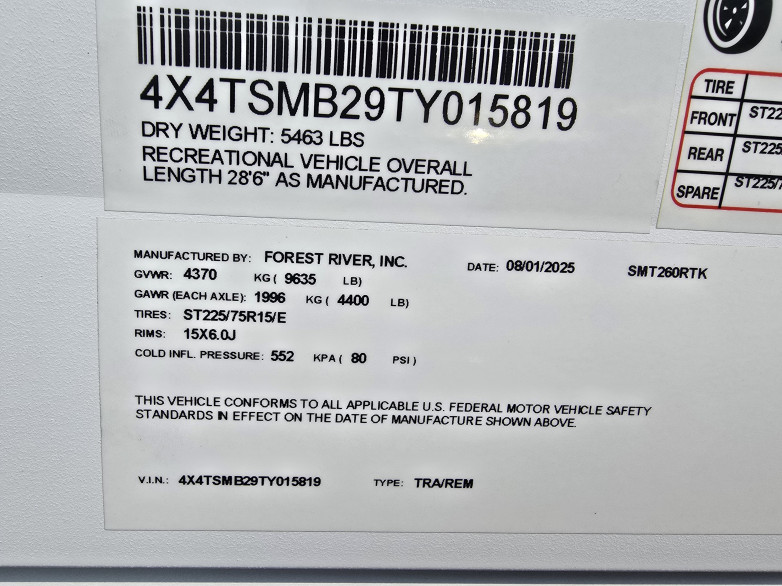 4X4TSMB29TY015819
DRY WEIGHT: 5463 LBS
RECREATIONAL VEHICLE OVERALL
LENGTH 28'6" AS MANUFACTURED.
TIRE
FRONT ST22
REAR ST225
SPARE ST225/7
MANUFACTURED BY: FOREST RIVER, INC. DATE: 08/01/2025 SMT260RTK
GVWR: 4370 KG ( 9635 LB)
GAWR (EACH AXLE): 1996 KG ( 4400 LB)
TIRES: ST225/75R15/E
RIMS: 15X6.0J
COLD INFL. PRESSURE: 552 KPA ( 80 PSI )
THIS VEHICLE CONFORMS TO ALL APPLICABLE U.S. FEDERAL MOTOR VEHICLE SAFETY
STANDARDS IN EFFECT ON THE DATE OF MANUFACTURE SHOWN ABOVE.
V.I.N.: 4X4TSMB29TY015819 TYPE: TRA/REM